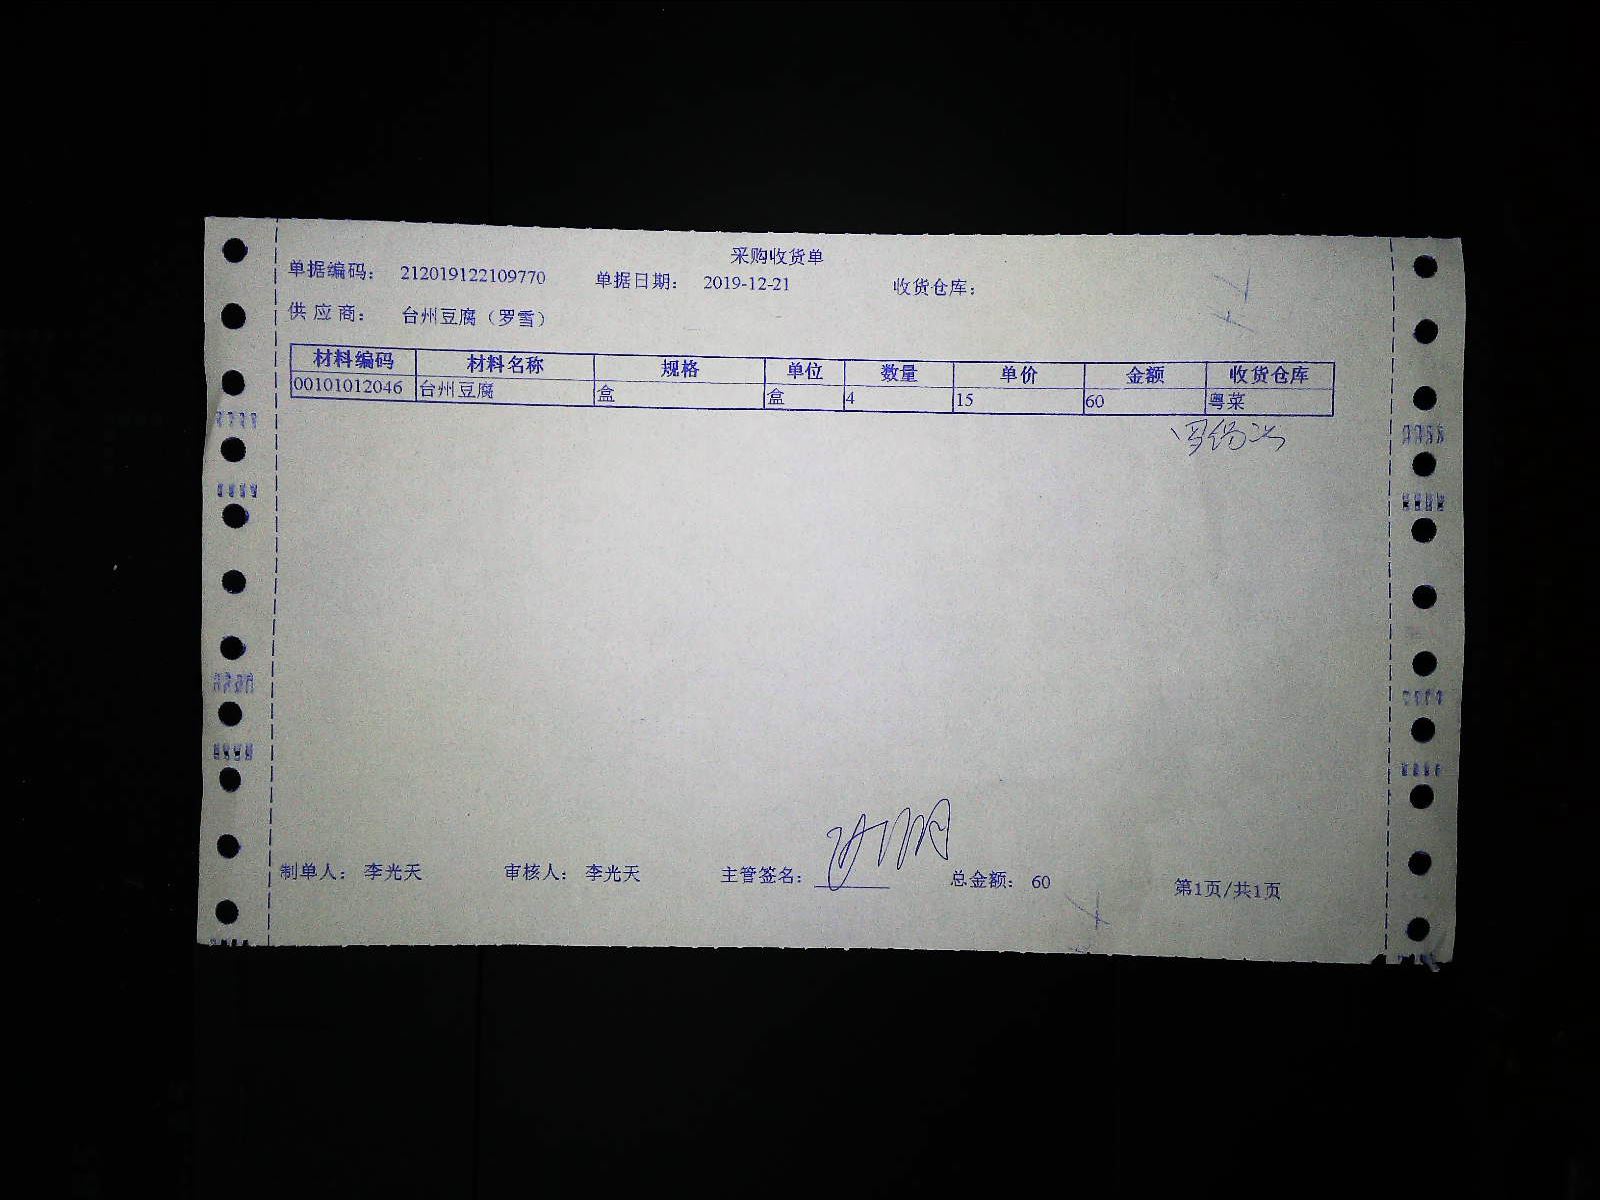 采购收货单
单据编码： 212019122109770 单据日期： 2019-12-21 收货仓库：
供 应 商： 台州豆腐（罗雪）
材料编码 材料名称 规格 单位 数量 单价 金额 收货仓库
00101012046 台州豆腐 盒 盒 4 15 60 粤菜
制单人： 李光天 审核人： 李光天 主管签名： 总金额： 60 第1页/共1页